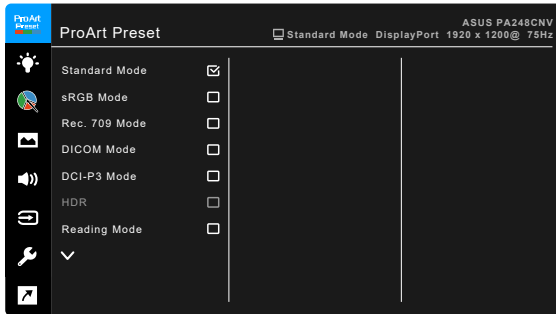 ProArt
Preset
ProArt Preset
ASUS PA248CNV
Standard Mode DisplayPort 1920 x 1200@ 75Hz
Standard Mode
sRGB Mode
Rec. 709 Mode
DICOM Mode
DCI-P3 Mode
HDR
Reading Mode